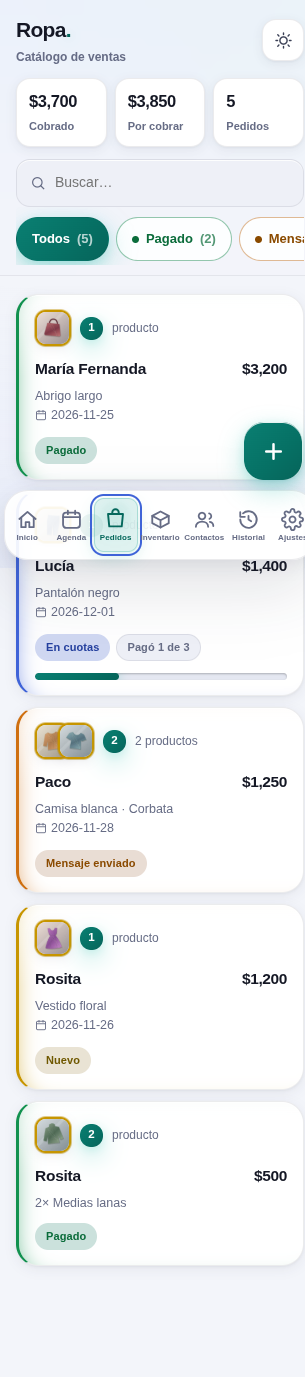 Ropa.
Catálogo de ventas
$3,700
Cobrado
$3,850
Por cobrar
5
Pedidos
Buscar…
Todos (5)
Pagado (2)
1 producto
María Fernanda $3,200
Abrigo largo
2026-11-25
Pagado
Inicio
Agenda
Pedidos
Contactos
Historial
Lucía $1,400
Pantalón negro
2026-12-01
En cuotas
Pagó 1 de 3
2 2 productos
Paco $1,250
Camisa blanca · Corbata
2026-11-28
Mensaje enviado
1 producto
Rosita $1,200
Vestido floral
2026-11-26
Nuevo
2 producto
Rosita $500
2× Medias lanas
Pagado